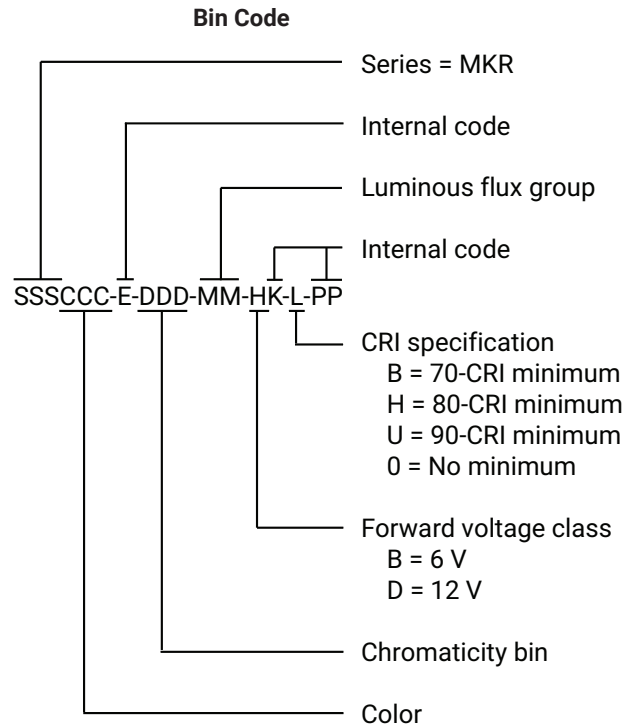 Bin Code
Series = MKR
Internal code
Luminous flux group
Internal code
SSSCCC-E-DDD-MM-HK-L-PP
CRI specification
B = 70-CRI minimum
H = 80-CRI minimum
U = 90-CRI minimum
0 = No minimum
Forward voltage class
B = 6 V
D = 12 V
Chromaticity bin
Color